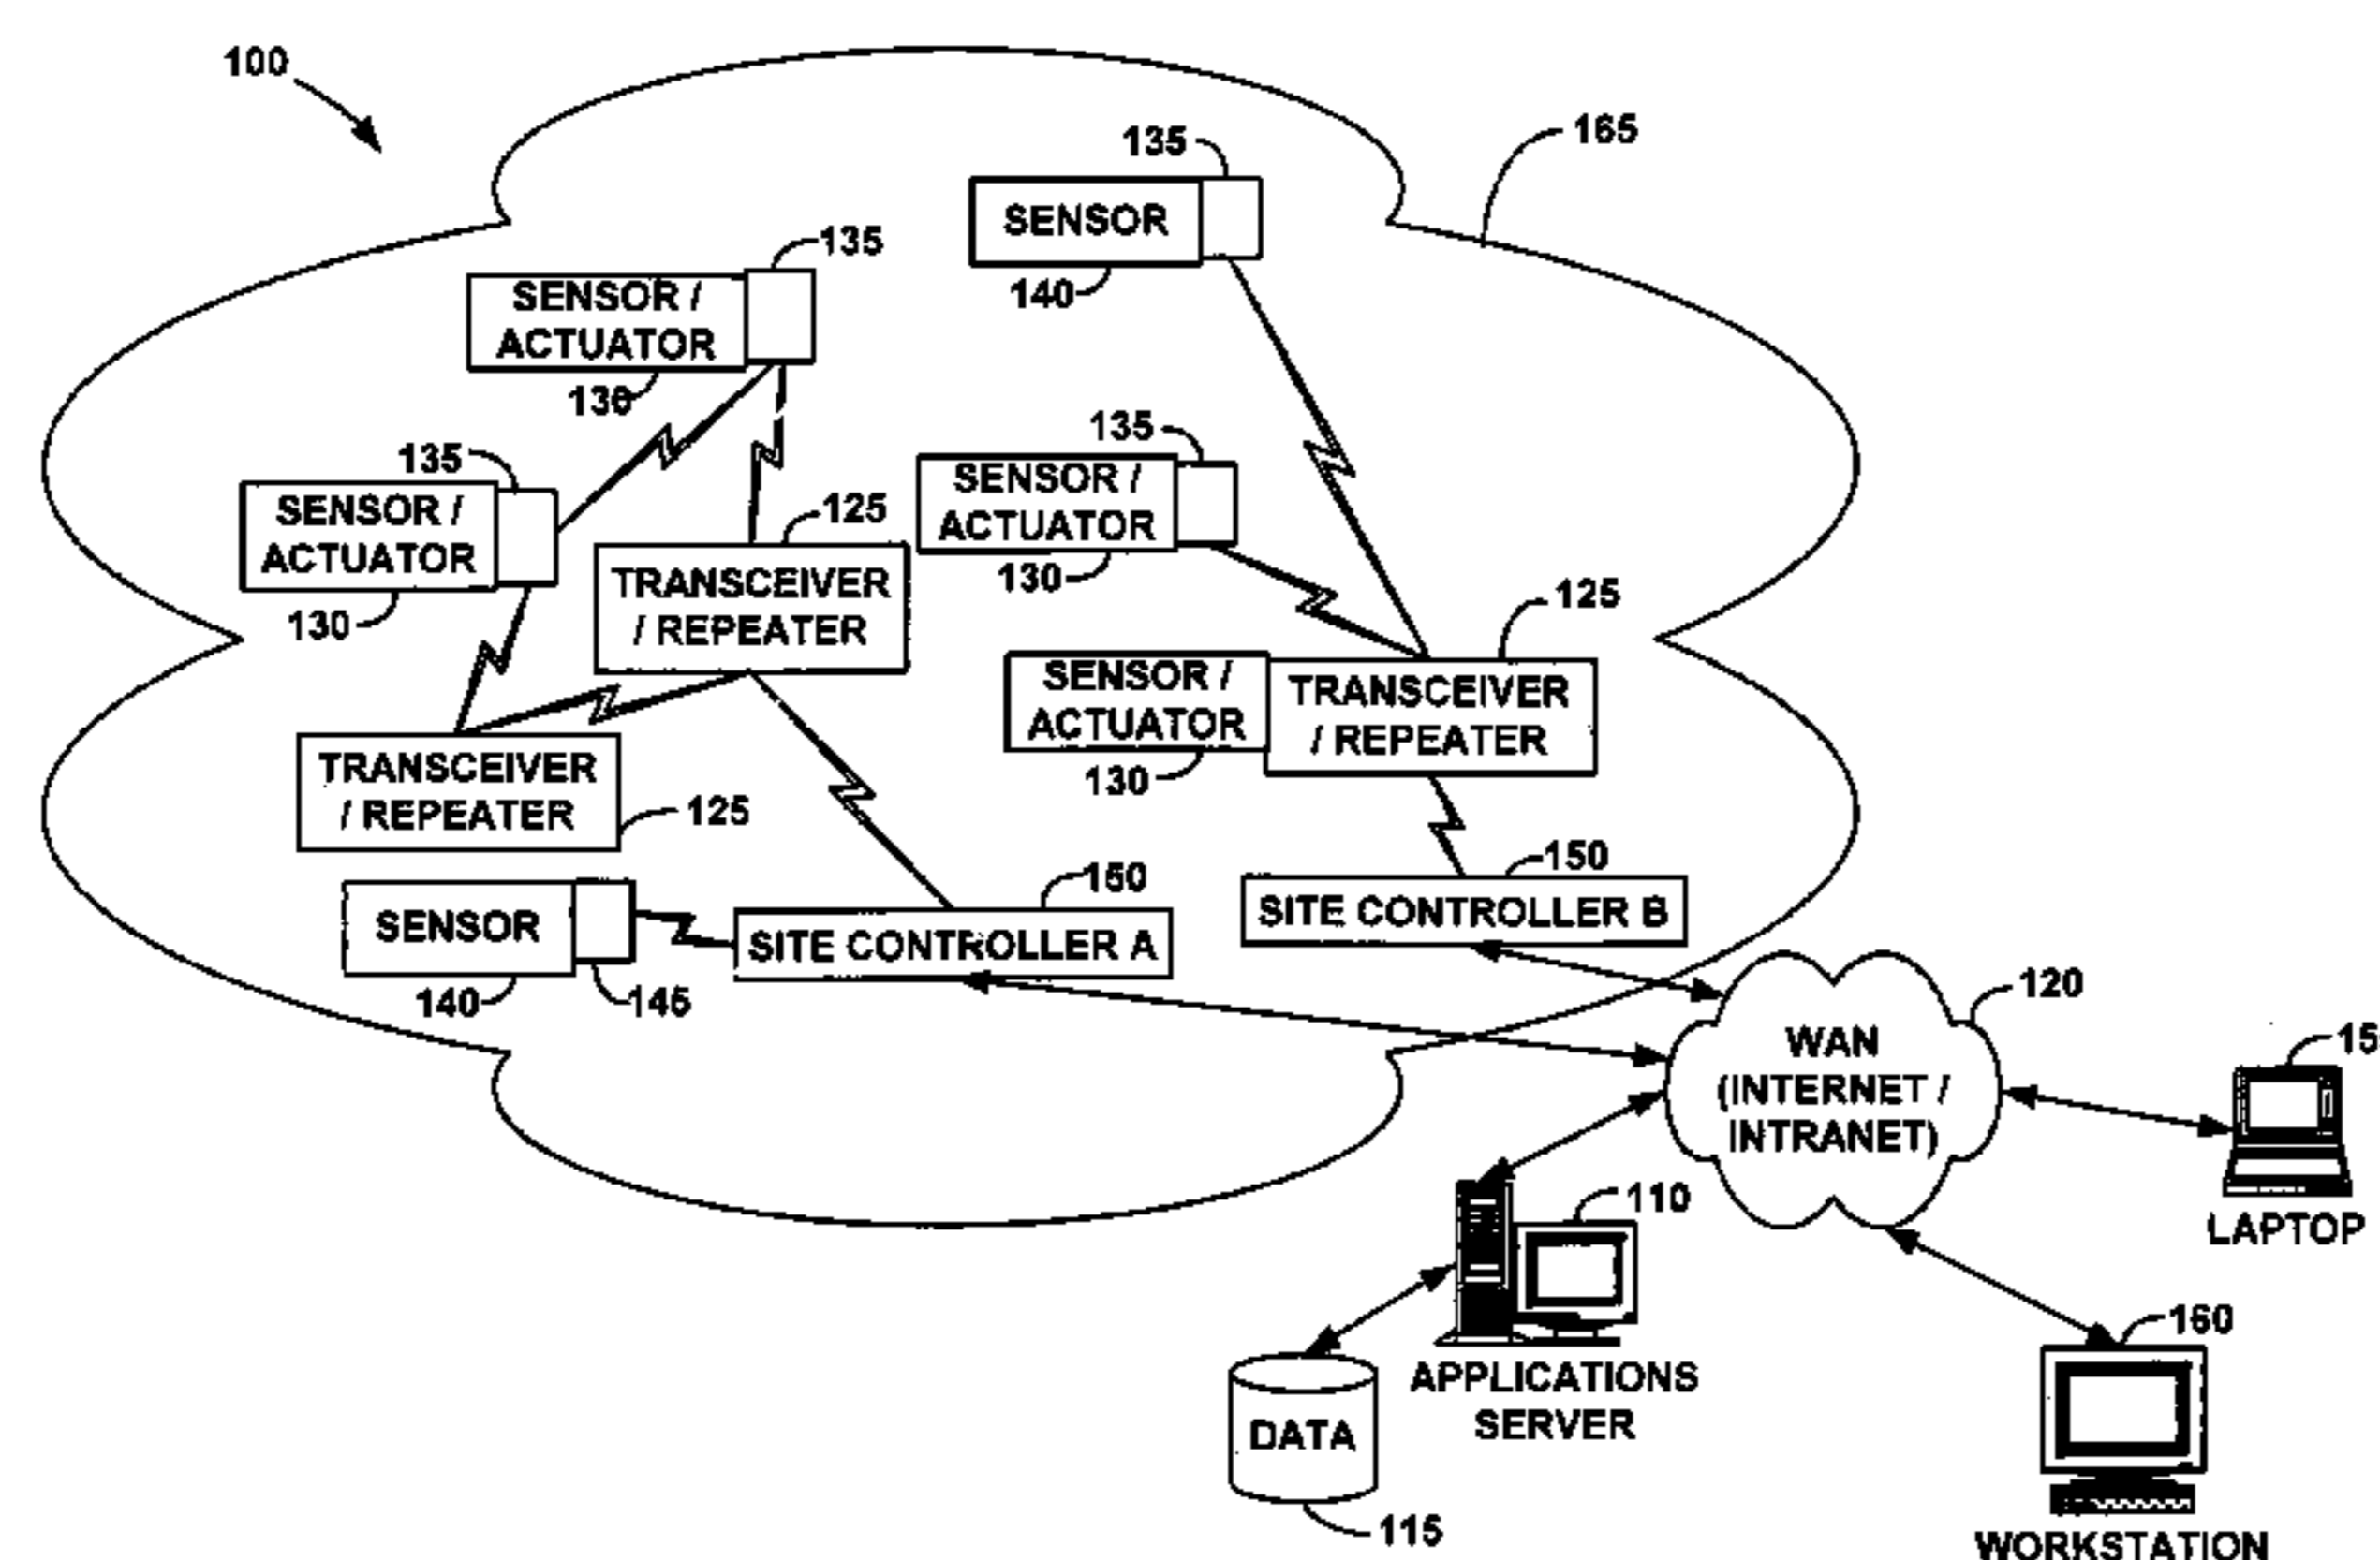 100
165
135
SENSOR
140
135
SENSOR /
ACTUATOR
130
135
SENSOR /
ACTUATOR
130
135
SENSOR /
ACTUATOR
130
125
TRANSCEIVER
/ REPEATER
125
SENSOR /
ACTUATOR
130
TRANSCEIVER
/ REPEATER
TRANSCEIVER
/ REPEATER
125
150
SITE CONTROLLER B
150
SITE CONTROLLER A
SENSOR
140
145
120
WAN
(INTERNET /
INTRANET)
15
LAPTOP
110
APPLICATIONS
SERVER
DATA
115
160
WORKSTATION